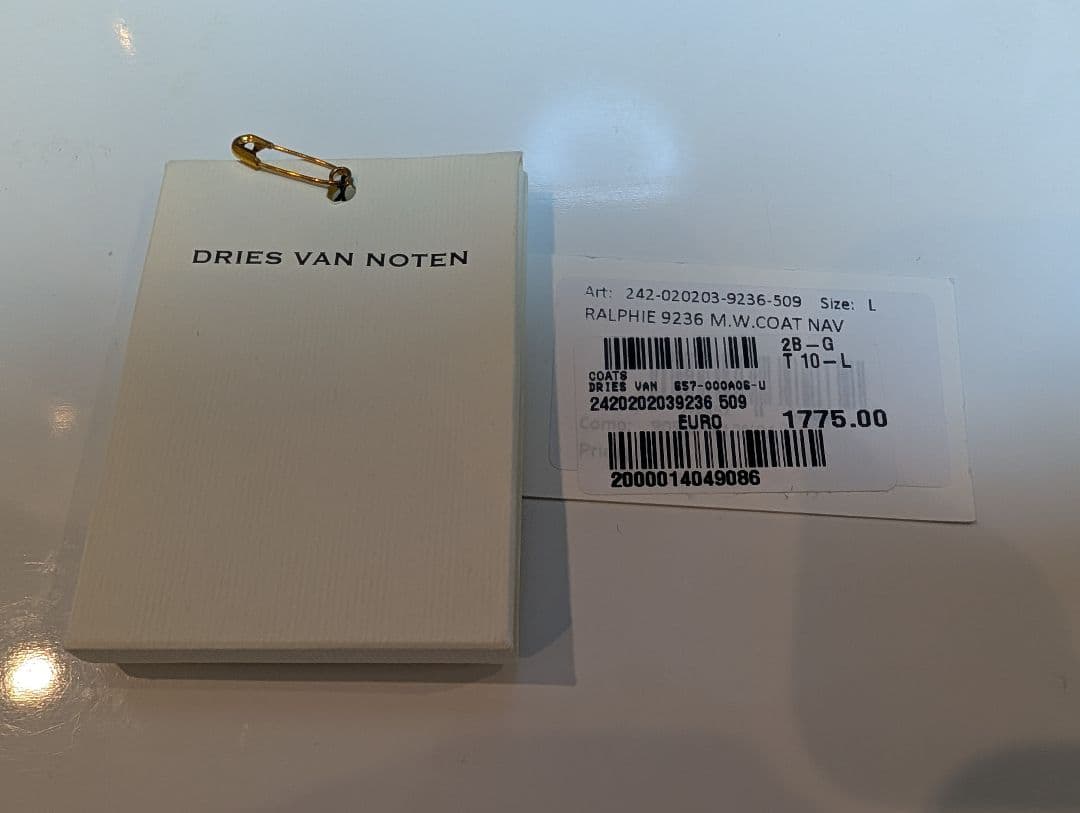 DRIES VAN NOTEN
Art: 242-020203-9236-509 Size: L
RALPHIE 9236 M.W.COAT NAV
2B-G
T 10-L
COATS
DRIES VAN 657-000A06-U
2420202039236 509
Comp:
EURO 1775.00
2000014049086